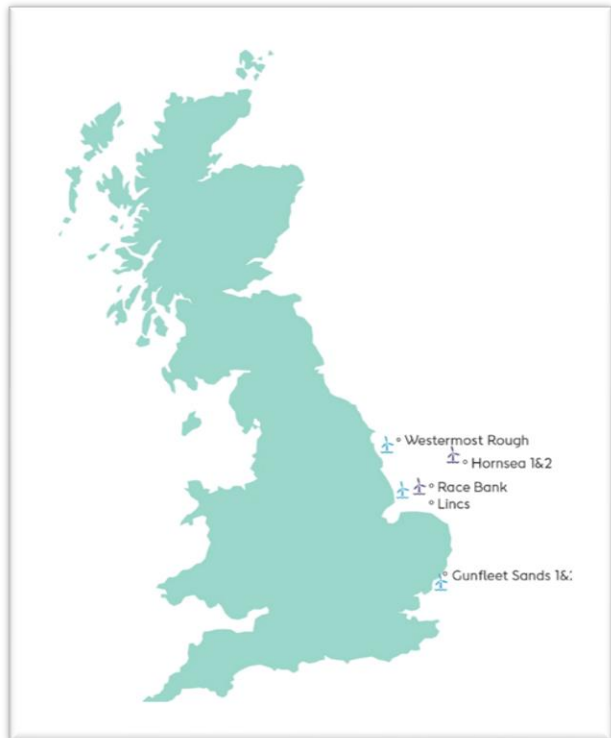 Westermost Rough
Hornsea 1&2
Race Bank
Lincs
Gunfleet Sands 1&